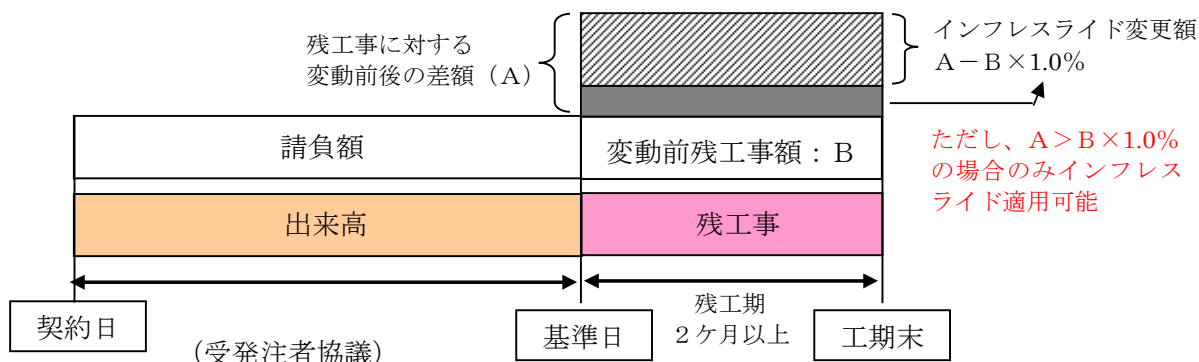 残工事に対する
変動前後の差額（A）
インフレスライド変更額
A－B×1.0%
請負額
変動前残工事額：B
ただし、A＞B×1.0%
の場合のみインフレス
ライド適用可能
出来高
残工事
契約日
基準日
残工期
２ケ月以上
工期末
（受発注者協議）